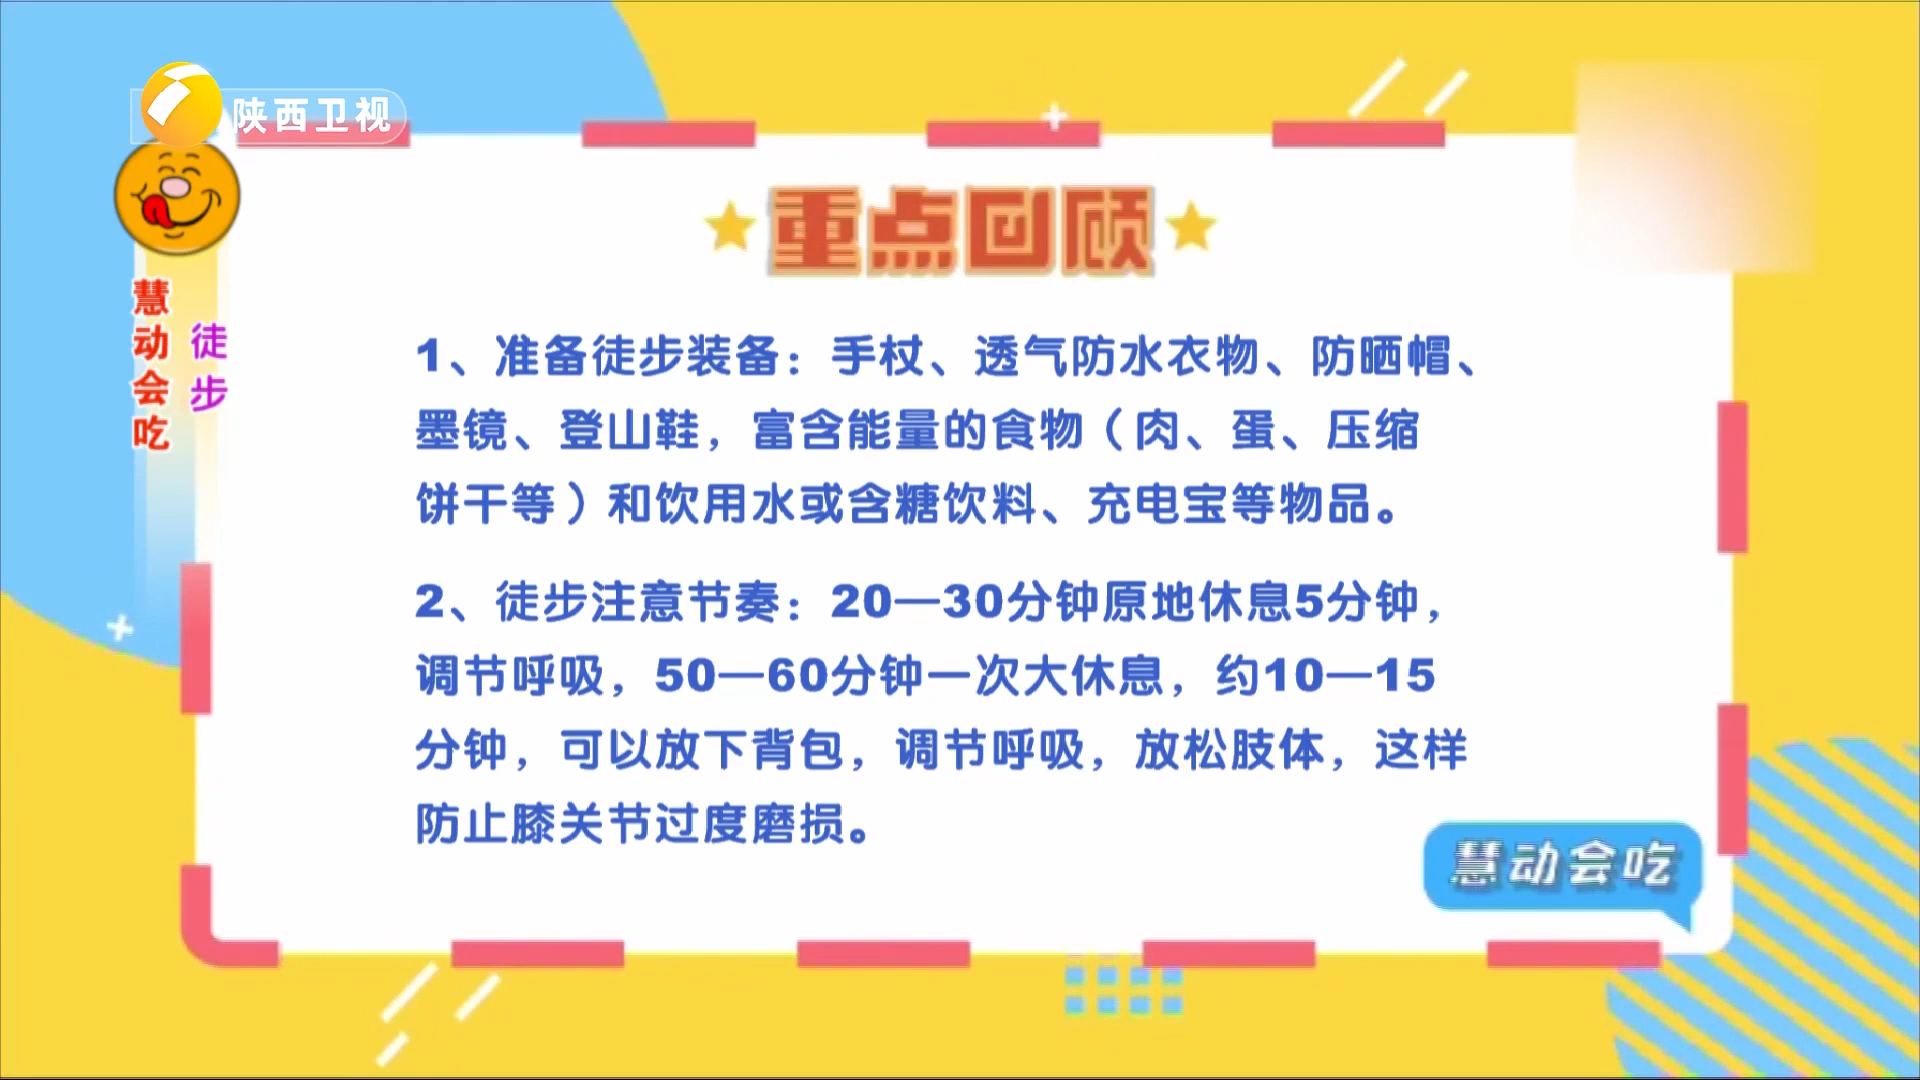 陕西卫视
慧动会吃
徒步
重点回顾
1、准备徒步装备：手杖、透气防水衣物、防晒帽、
墨镜、登山鞋，富含能量的食物（肉、蛋、压缩
饼干等）和饮用水或含糖饮料、充电宝等物品。
2、徒步注意节奏：20—30分钟原地休息5分钟，
调节呼吸，50—60分钟一次大休息，约10—15
分钟，可以放下背包，调节呼吸，放松肢体，这样
防止膝关节过度磨损。
慧动会吃